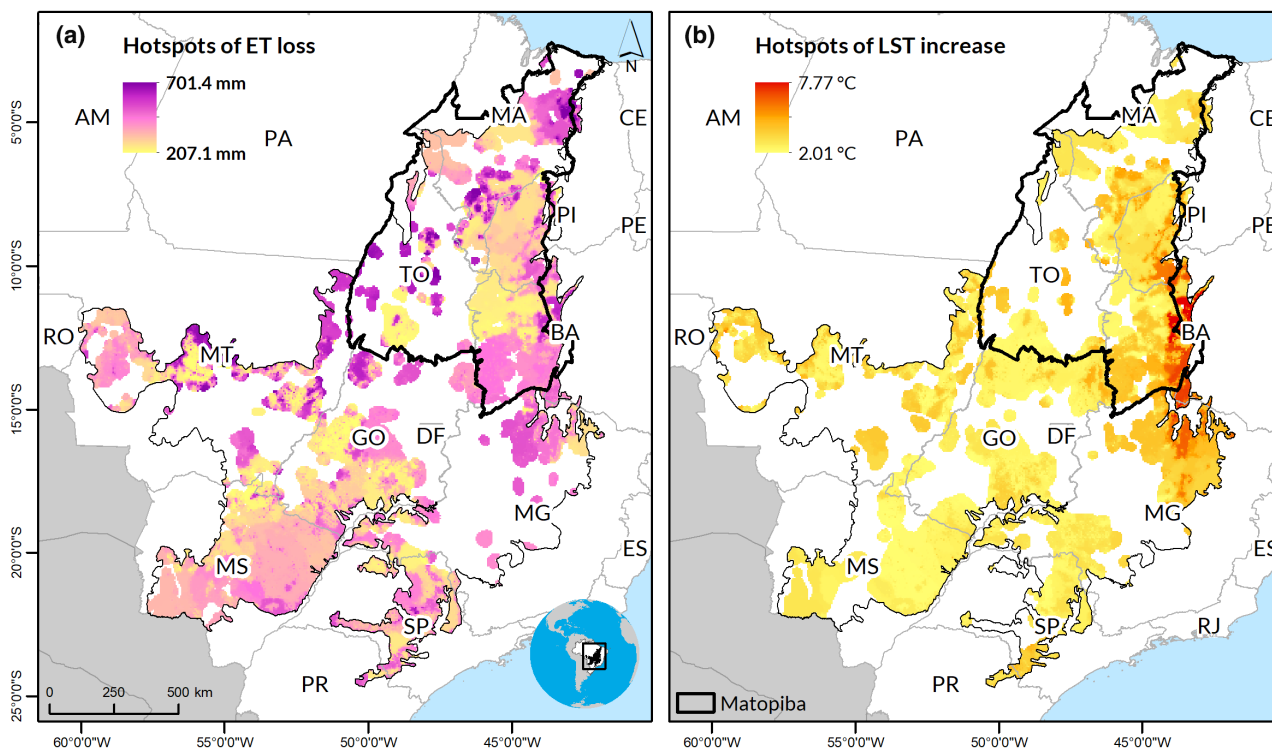 (a)
Hotspots of ET loss
701.4 mm
207.1 mm
N
AM
PA
MA
CE
PI
PE
TO
BA
RO
MT
GO
DF
MG
ES
MS
SP
PR
0 250 500 km
5°0'0"S
10°0'0"S
15°0'0"S
20°0'0"S
25°0'0"S
60°0'0"W 55°0'0"W 50°0'0"W 45°0'0"W
(b)
Hotspots of LST increase
7.77 °C
2.01 °C
AM
PA
MA
CE
PI
PE
TO
BA
MT
GO
DF
MG
ES
MS
SP
RJ
PR
RO
Matopiba
60°0'0"W 55°0'0"W 50°0'0"W 45°0'0"W